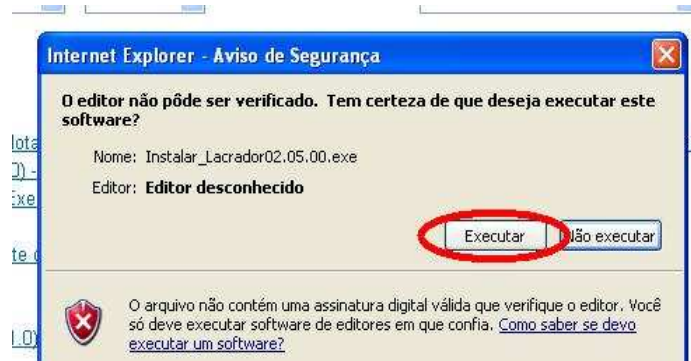 Internet Explorer - Aviso de Segurança
O editor não pôde ser verificado. Tem certeza de que deseja executar este
software?
Nome: Instalar_Lacrador02.05.00.exe
Editor: Editor desconhecido
Executar
Não executar
O arquivo não contém uma assinatura digital válida que verifique o editor. Você
só deve executar software de editores em que confia. Como saber se devo
executar um software?